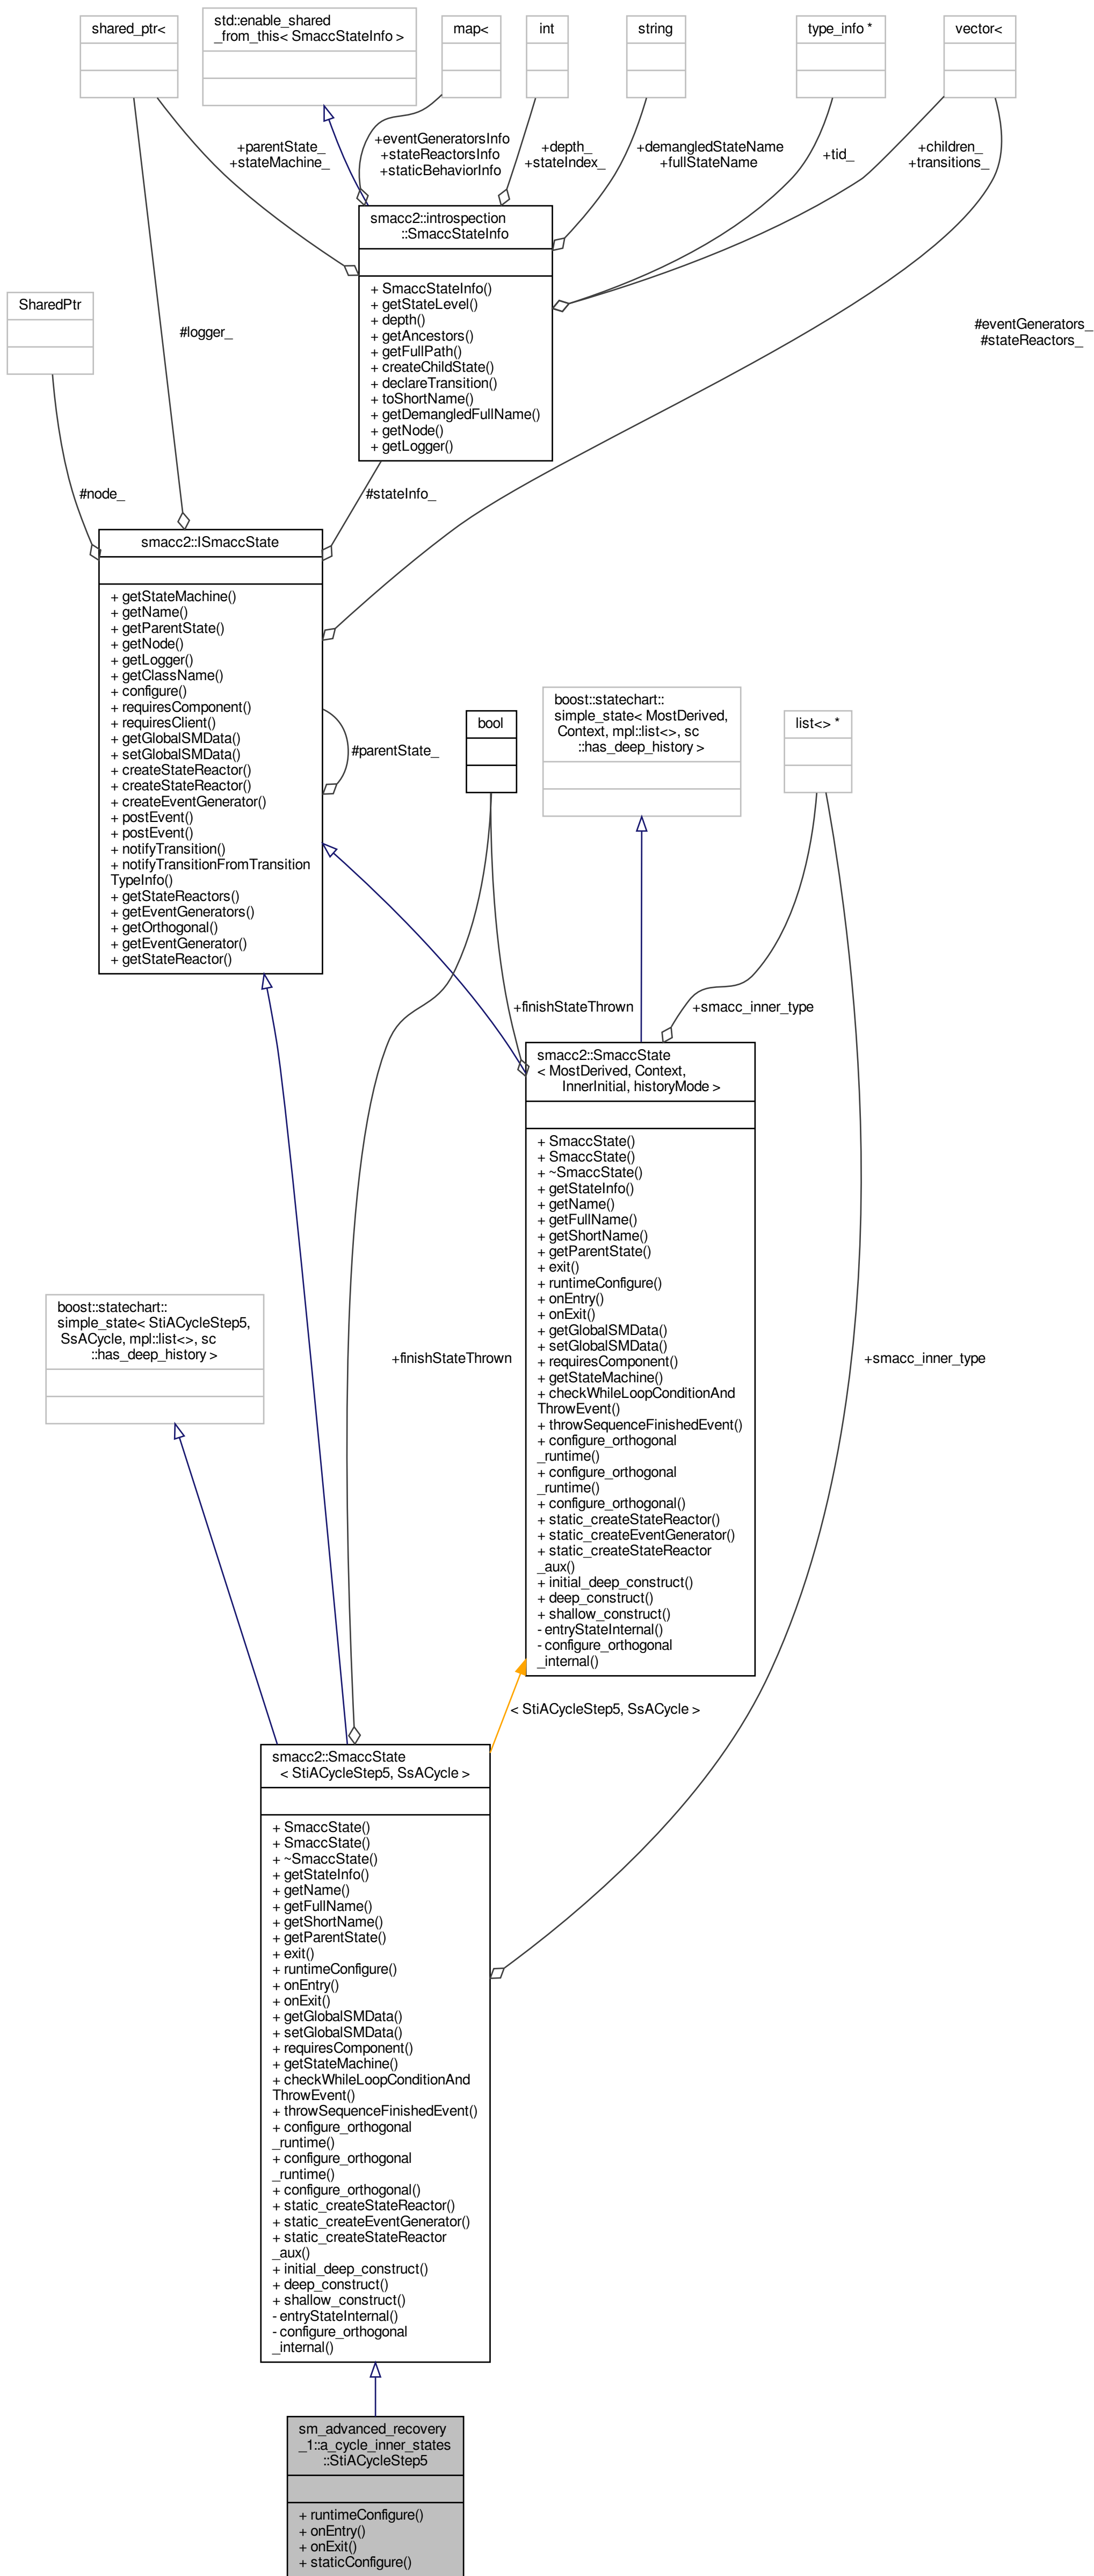 shared_ptr<
std::enable_shared
_from_this< SmaccStateInfo >
map<
int
string
type_info *
vector<
+parentState_
+stateMachine_
+eventGeneratorsInfo
+stateReactorsInfo
+staticBehaviorInfo
+depth_
+stateIndex_
+demangledStateName
+fullStateName
+tid_
+children_
+transitions_
smacc2::introspection
::SmaccStateInfo
+ SmaccStateInfo()
+ getStateLevel()
+ depth()
+ getAncestors()
+ getFullPath()
+ createChildState()
+ declareTransition()
+ toShortName()
+ getDemangledFullName()
+ getNode()
+ getLogger()
SharedPtr
#logger_
#eventGenerators_
#stateReactors_
#node_
#stateInfo_
smacc2::ISmaccState
+ getStateMachine()
+ getName()
+ getParentState()
+ getNode()
+ getLogger()
+ getClassName()
+ configure()
+ requiresComponent()
+ requiresClient()
+ getGlobalSMData()
+ setGlobalSMData()
+ createStateReactor()
+ createStateReactor()
+ createEventGenerator()
+ postEvent()
+ postEvent()
+ notifyTransition()
+ notifyTransitionFromTransition
TypeInfo()
+ getStateReactors()
+ getEventGenerators()
+ getOrthogonal()
+ getEventGenerator()
+ getStateReactor()
#parentState_
bool
boost::statechart::
simple_state< MostDerived,
Context, mpl::list<>, sc
::has_deep_history >
list<> *
+finishStateThrown
+smacc_inner_type
smacc2::SmaccState
< MostDerived, Context,
InnerInitial, historyMode >
+ SmaccState()
+ SmaccState()
+ ~SmaccState()
+ getStateInfo()
+ getName()
+ getFullName()
+ getShortName()
+ getParentState()
+ exit()
+ runtimeConfigure()
+ onEntry()
+ onExit()
+ getGlobalSMData()
+ setGlobalSMData()
+ requiresComponent()
+ getStateMachine()
+ checkWhileLoopConditionAnd
ThrowEvent()
+ throwSequenceFinishedEvent()
+ configure_orthogonal
_runtime()
+ configure_orthogonal
_runtime()
+ configure_orthogonal()
+ static_createStateReactor()
+ static_createEventGenerator()
+ static_createStateReactor
_aux()
+ initial_deep_construct()
+ deep_construct()
+ shallow_construct()
- entryStateInternal()
- configure_orthogonal
_internal()
boost::statechart::
simple_state< StiACycleStep5,
SsACycle, mpl::list<>, sc
::has_deep_history >
+finishStateThrown
+smacc_inner_type
< StiACycleStep5, SsACycle >
smacc2::SmaccState
< StiACycleStep5, SsACycle >
+ SmaccState()
+ SmaccState()
+ ~SmaccState()
+ getStateInfo()
+ getName()
+ getFullName()
+ getShortName()
+ getParentState()
+ exit()
+ runtimeConfigure()
+ onEntry()
+ onExit()
+ getGlobalSMData()
+ setGlobalSMData()
+ requiresComponent()
+ getStateMachine()
+ checkWhileLoopConditionAnd
ThrowEvent()
+ throwSequenceFinishedEvent()
+ configure_orthogonal
_runtime()
+ configure_orthogonal
_runtime()
+ configure_orthogonal()
+ static_createStateReactor()
+ static_createEventGenerator()
+ static_createStateReactor
_aux()
+ initial_deep_construct()
+ deep_construct()
+ shallow_construct()
- entryStateInternal()
- configure_orthogonal
_internal()
sm_advanced_recovery
_1::a_cycle_inner_states
::StiACycleStep5
+ runtimeConfigure()
+ onEntry()
+ onExit()
+ staticConfigure()